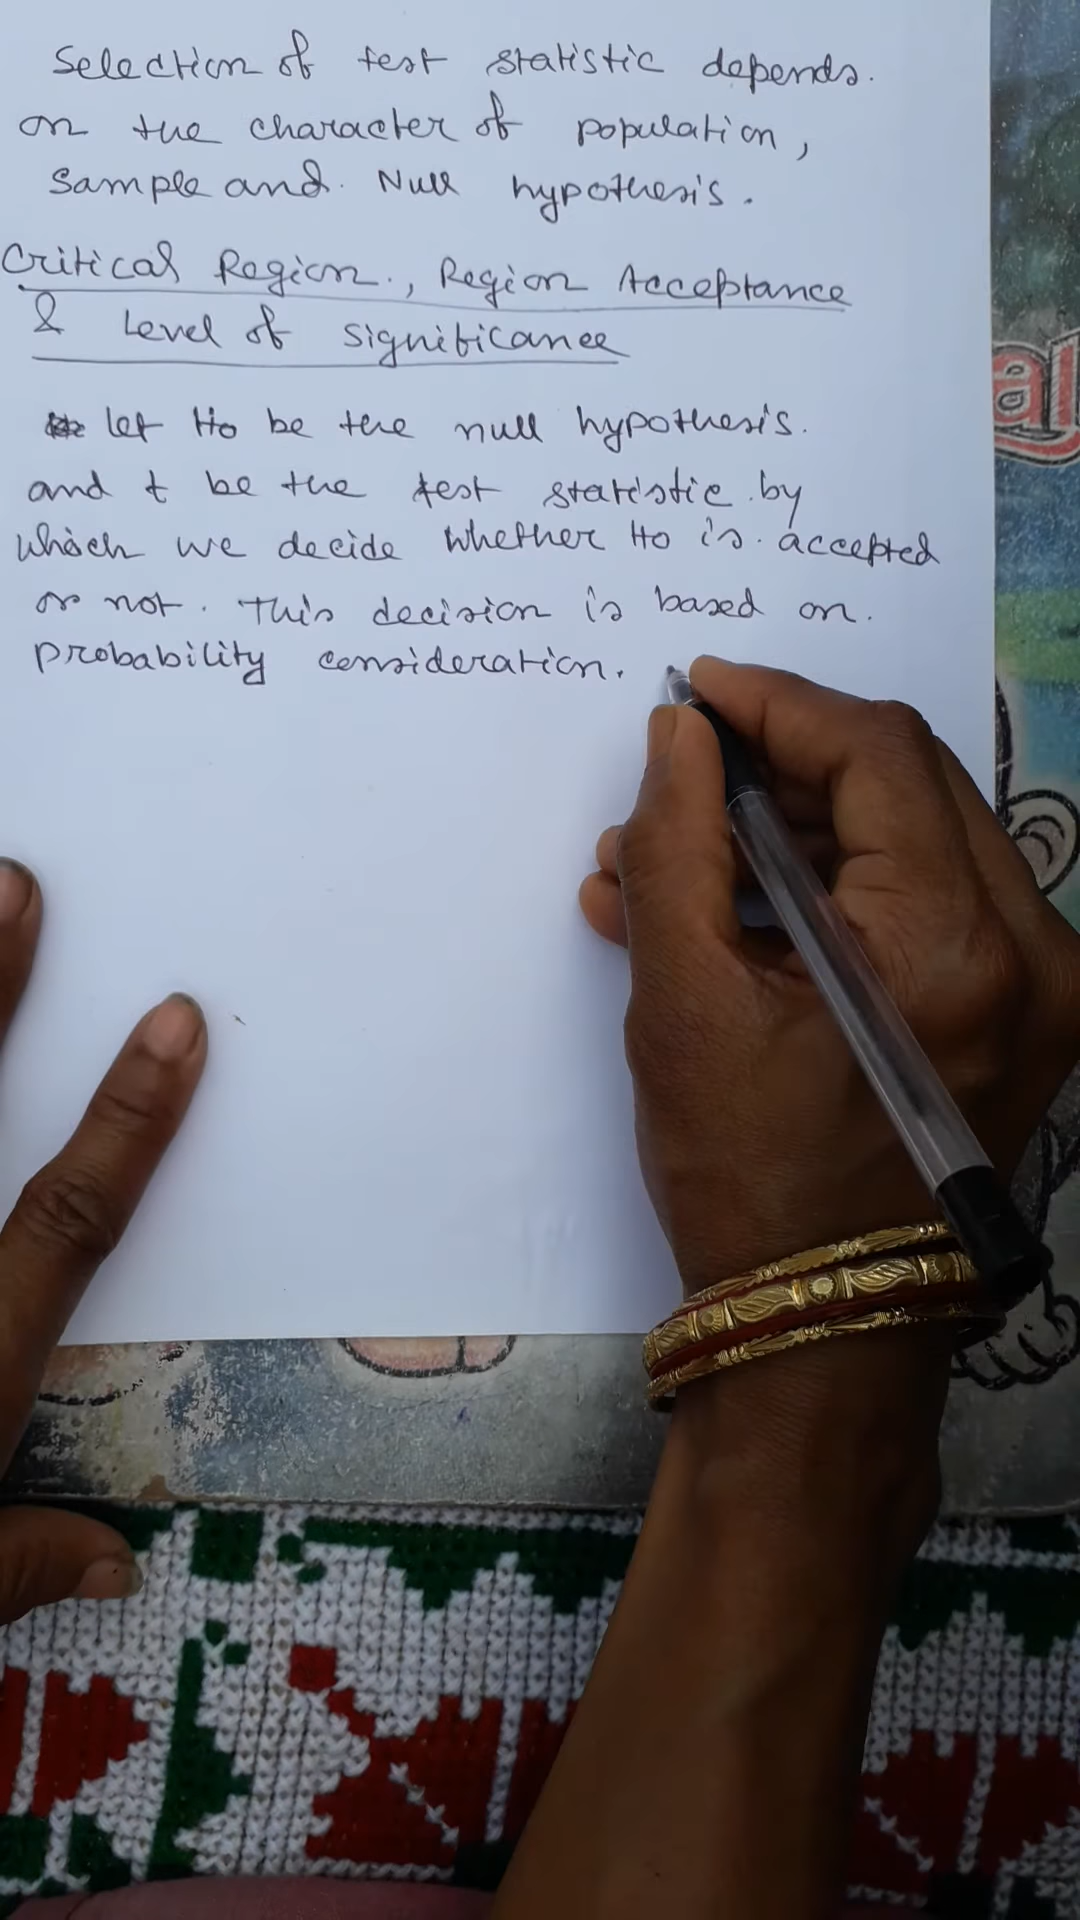 Selection of test statistic depends.
on the character of population,
Sample and. Null hypothesis.
Critical Region., Region Acceptance
& Level of significance
let Ho be the null hypothesis.
and t be the test statistic by
which we decide whether Ho is. accepted
or not. This decision is based on.
Probability consideration.
al